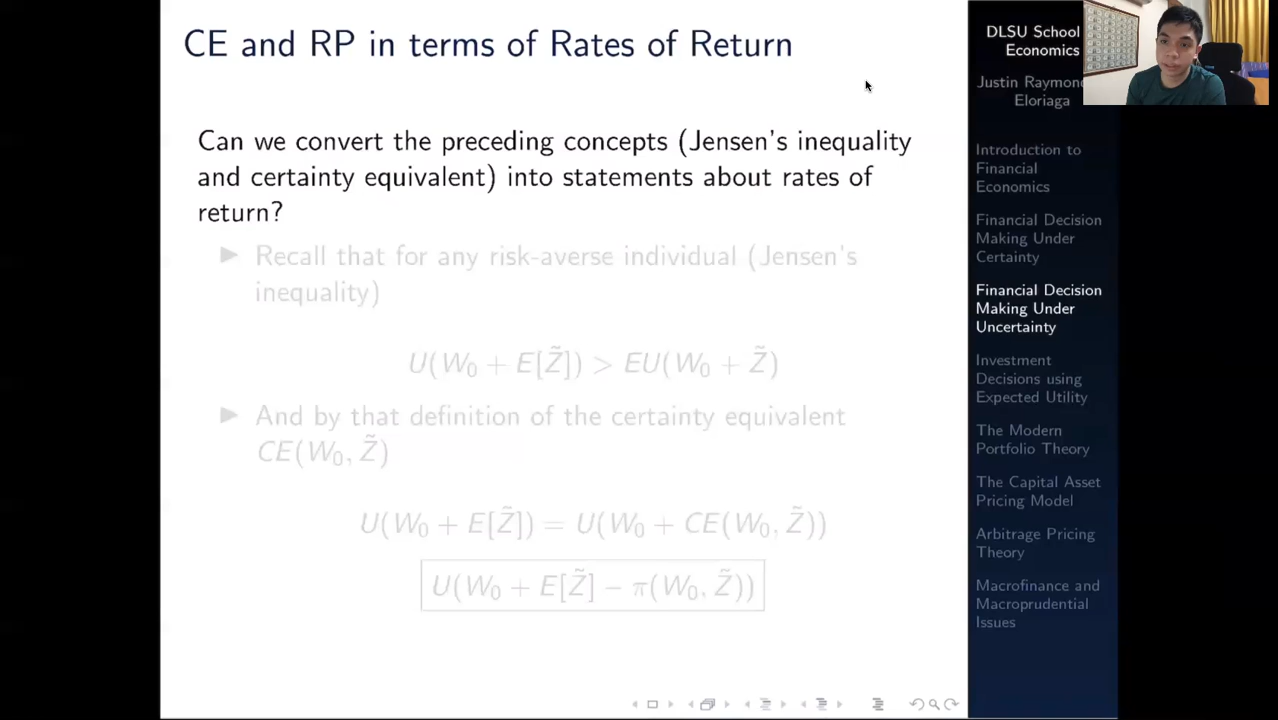 CE and RP in terms of Rates of Return
Can we convert the preceding concepts (Jensen's inequality
and certainty equivalent) into statements about rates of
return?
▶ Recall that for any risk-averse individual (Jensen's
inequality)
U(W₀ + E[Z̃]) > EU(W₀ + Z̃)
▶ And by that definition of the certainty equivalent
CE(W₀, Z̃)
U(W₀ + E[Z̃]) = U(W₀ + CE(W₀, Z̃))
U(W₀ + E[Z̃] − π(W₀, Z̃))
DLSU School
Economics
Justin Raymond
Eloriaga
Introduction to
Financial
Economics
Financial Decision
Making Under
Certainty
Financial Decision
Making Under
Uncertainty
Investment
Decisions using
Expected Utility
The Modern
Portfolio Theory
The Capital Asset
Pricing Model
Arbitrage Pricing
Theory
Macrofinance and
Macroprudential
Issues